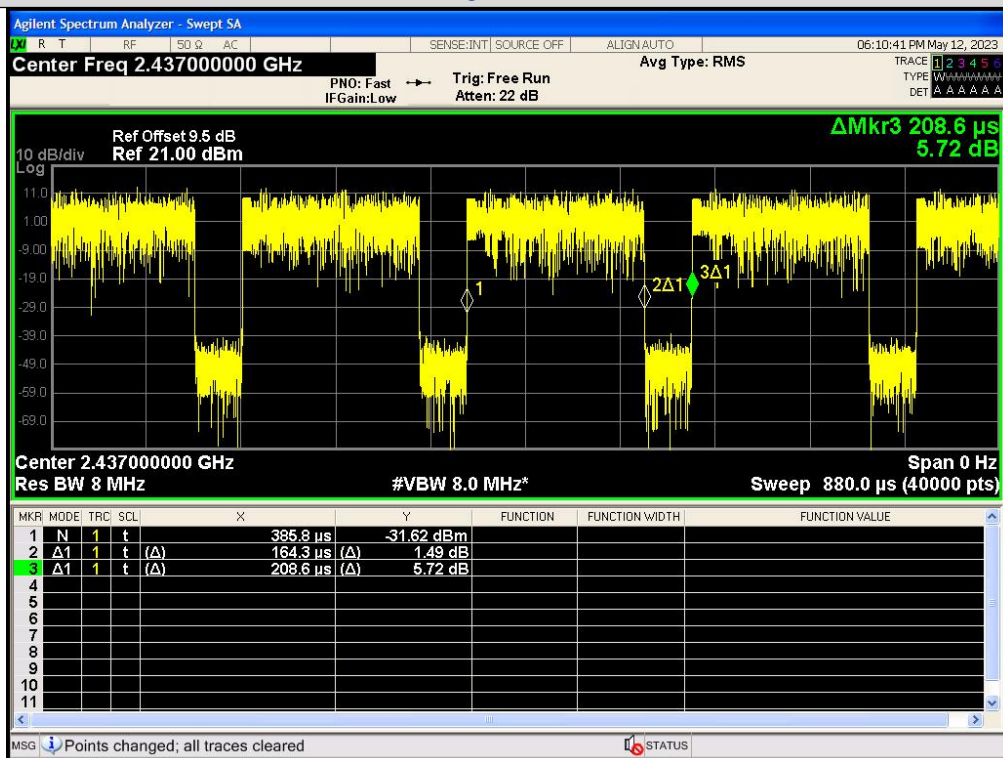 Agilent Spectrum Analyzer - Swept SA
LXI R T RF 50 Ω AC SENSE:INT SOURCE OFF ALIGN AUTO 06:10:41 PM May 12, 2023
Center Freq 2.437000000 GHz
PNO: Fast
IFGain:Low
Trig: Free Run
Atten: 22 dB
Avg Type: RMS
TRACE 1 2 3 4 5 6
TYPE W
DET A A A A A A
ΔMkr3 208.6 µs
5.72 dB
Ref Offset 9.5 dB
10 dB/div Ref 21.00 dBm
Log
11.0
1.00
-9.00
-19.0
-29.0
-39.0
-49.0
-59.0
-69.0
1
2Δ1
3Δ1
Center 2.437000000 GHz Span 0 Hz
Res BW 8 MHz #VBW 8.0 MHz* Sweep 880.0 µs (40000 pts)
MKR MODE TRC SCL X Y FUNCTION FUNCTION WIDTH FUNCTION VALUE
1 N 1 t 385.8 µs -31.62 dBm
2 Δ1 1 t (Δ) 164.3 µs (Δ) 1.49 dB
3 Δ1 1 t (Δ) 208.6 µs (Δ) 5.72 dB
4
5
6
7
8
9
10
11
MSG Points changed; all traces cleared STATUS